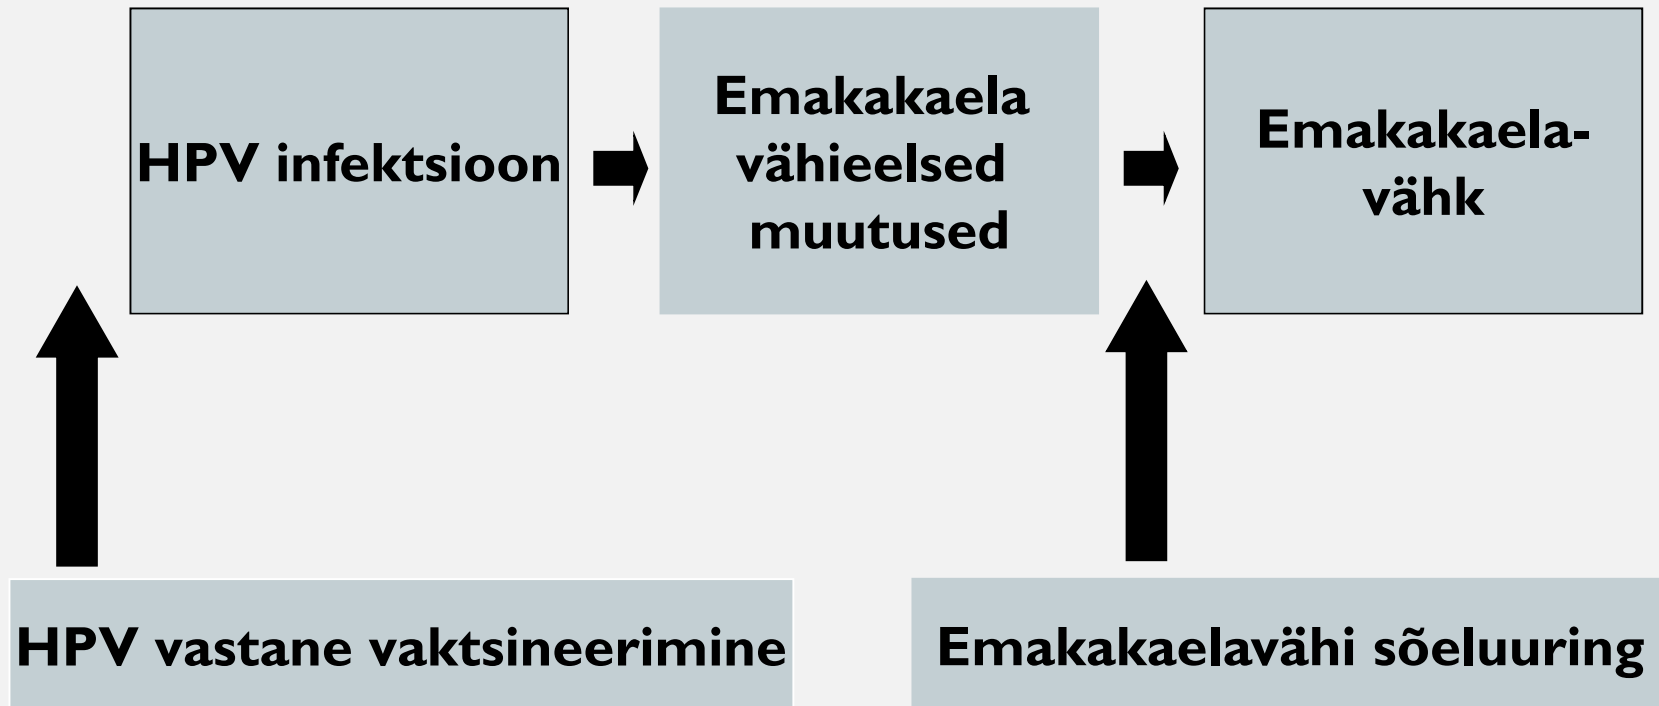 HPV infektsioon
Emakakaela
vähieelsed
muutused
Emakakaela-
vähk
HPV vastane vaktsineerimine
Emakakaelavähi sõeluuring